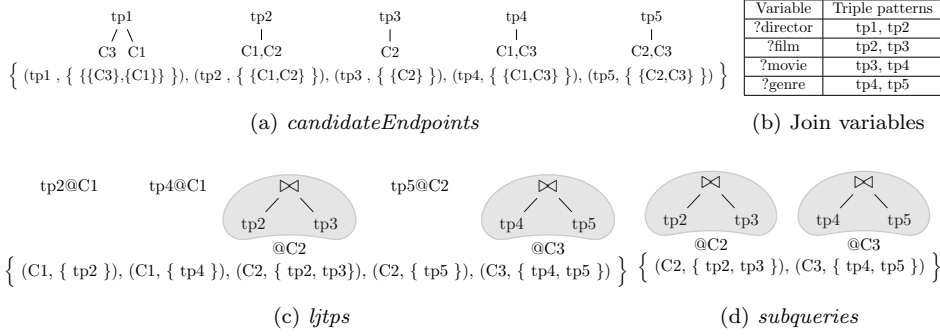 tp1 tp2 tp3 tp4 tp5
C3 C1 C1,C2 C2 C1,C3 C2,C3
{ (tp1 , { {{C3},{C1}} }), (tp2 , { {C1,C2} }), (tp3 , { {C2} }), (tp4, { {C1,C3} }), (tp5, { {C2,C3} }) }
(a) candidateEndpoints
Variable Triple patterns
?director tp1, tp2
?film tp2, tp3
?movie tp3, tp4
?genre tp4, tp5
(b) Join variables
tp2@C1 tp4@C1 ⋈ tp5@C2 ⋈
tp2 tp3 tp4 tp5
@C2 @C3
{ (C1, { tp2 }), (C1, { tp4 }), (C2, { tp2, tp3}), (C2, { tp5 }), (C3, { tp4, tp5 }) }
(c) ljtps
⋈ ⋈
tp2 tp3 tp4 tp5
@C2 @C3
{ (C2, { tp2, tp3 }), (C3, { tp4, tp5 }) }
(d) subqueries